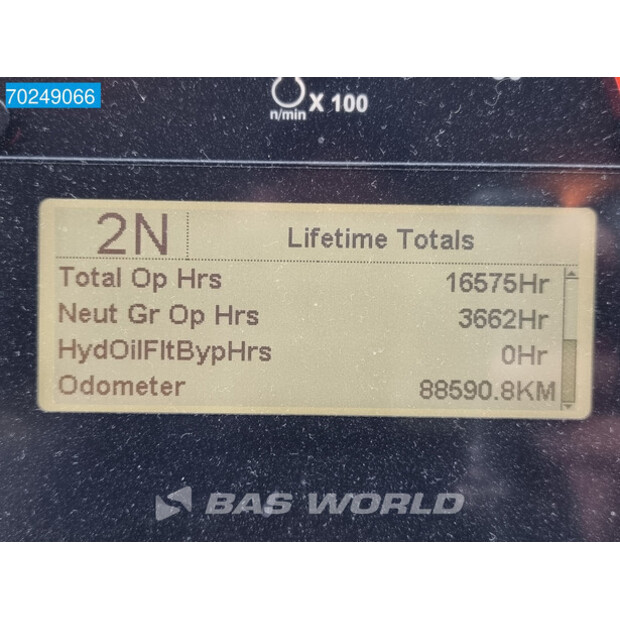 70249066
n/min X 100
2N Lifetime Totals
Total Op Hrs 16575Hr
Neut Gr Op Hrs 3662Hr
HydOilFltBypHrs 0Hr
Odometer 88590.8KM
BAS WORLD